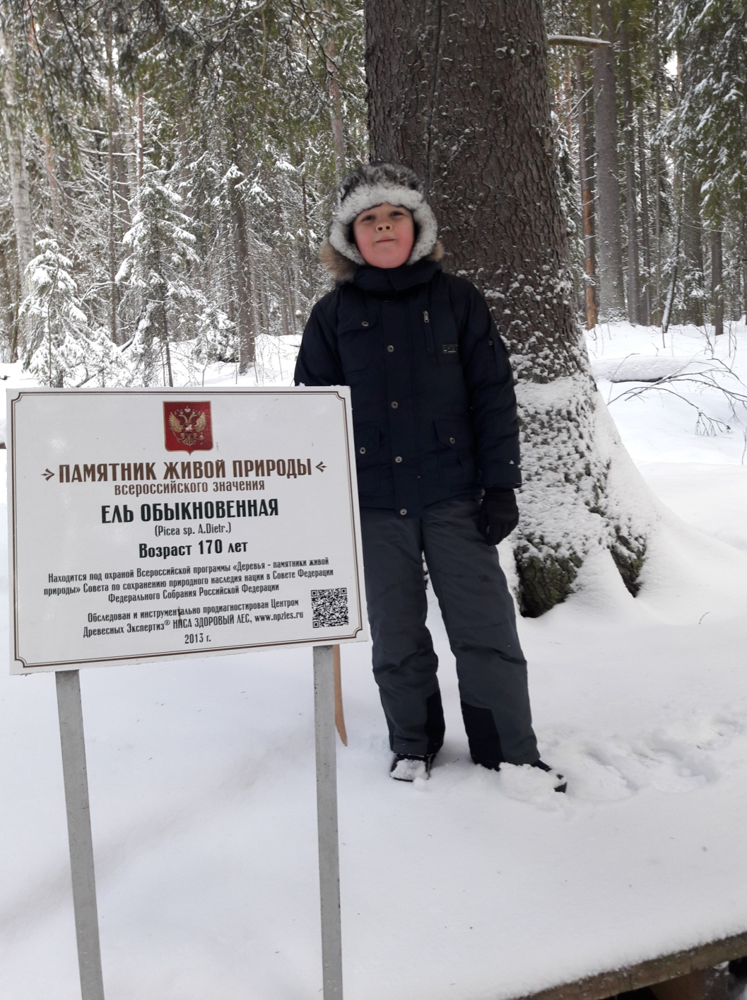 ПАМЯТНИК ЖИВОЙ ПРИРОДЫ
всероссийского значения
ЕЛЬ ОБЫКНОВЕННАЯ
(Picea sp. A.Dietr.)
Возраст 170 лет
Находится под охраной Всероссийской программы «Деревья - памятники живой
природы» Совета по сохранению природного наследия нации в Совете Федерации
Федерального Собрания Российской Федерации
Обследован и инструментально продиагностирован Центром
Древесных Экспертиз® НПСА ЗДОРОВЫЙ ЛЕС, www.npzles.ru
2013 г.